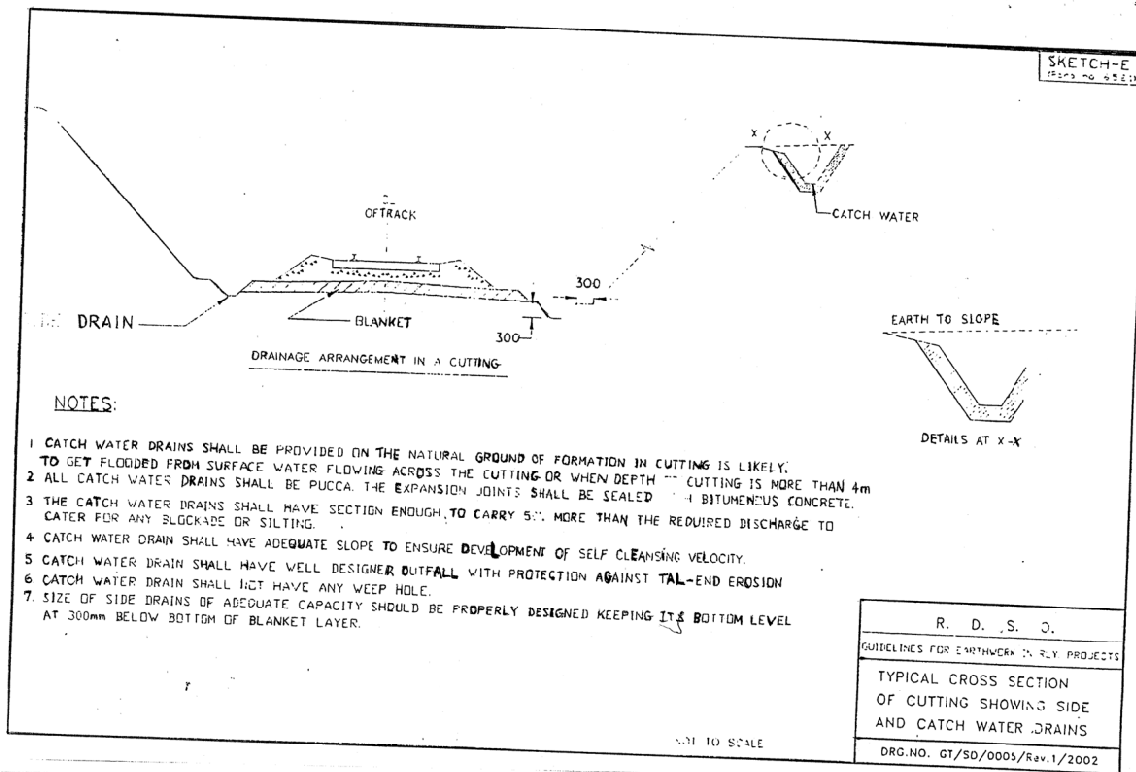 SKETCH-E
OF TRACK
CATCH WATER
300
DRAIN
BLANKET
300
EARTH TO SLOPE
DRAINAGE ARRANGEMENT IN A CUTTING
DETAILS AT X-X
X X
NOTES:
1 CATCH WATER DRAINS SHALL BE PROVIDED ON THE NATURAL GROUND OF FORMATION IN CUTTING IS LIKELY.
TO GET FLOODED FROM SURFACE WATER FLOWING ACROSS THE CUTTING OR WHEN DEPTH CUTTING IS MORE THAN 4m
2 ALL CATCH WATER DRAINS SHALL BE PUCCA. THE EXPANSION JOINTS SHALL BE SEALED BITUMENEUS CONCRETE.
3 THE CATCH WATER DRAINS SHALL HAVE SECTION ENOUGH TO CARRY MORE THAN THE REQUIRED DISCHARGE TO
CATER FOR ANY BLOCKADE OR SILTING.
4 CATCH WATER DRAIN SHALL HAVE ADEQUATE SLOPE TO ENSURE DEVELOPMENT OF SELF CLEANSING VELOCITY.
5 CATCH WATER DRAIN SHALL HAVE WELL DESIGNED OUTFALL WITH PROTECTION AGAINST TAL-END EROSION
6 CATCH WATER DRAIN SHALL NOT HAVE ANY WEEP HOLE.
7. SIZE OF SIDE DRAINS OF ADEQUATE CAPACITY SHOULD BE PROPERLY DESIGNED KEEPING ITS BOTTOM LEVEL
AT 300mm BELOW BOTTOM OF BLANKET LAYER.
R. D. S. O.
GUIDELINES FOR EARTHWORK IN RLY. PROJECTS
TYPICAL CROSS SECTION
OF CUTTING SHOWING SIDE
AND CATCH WATER DRAINS
NOT TO SCALE
DRG.NO. GT/SD/0005/Rev.1/2002